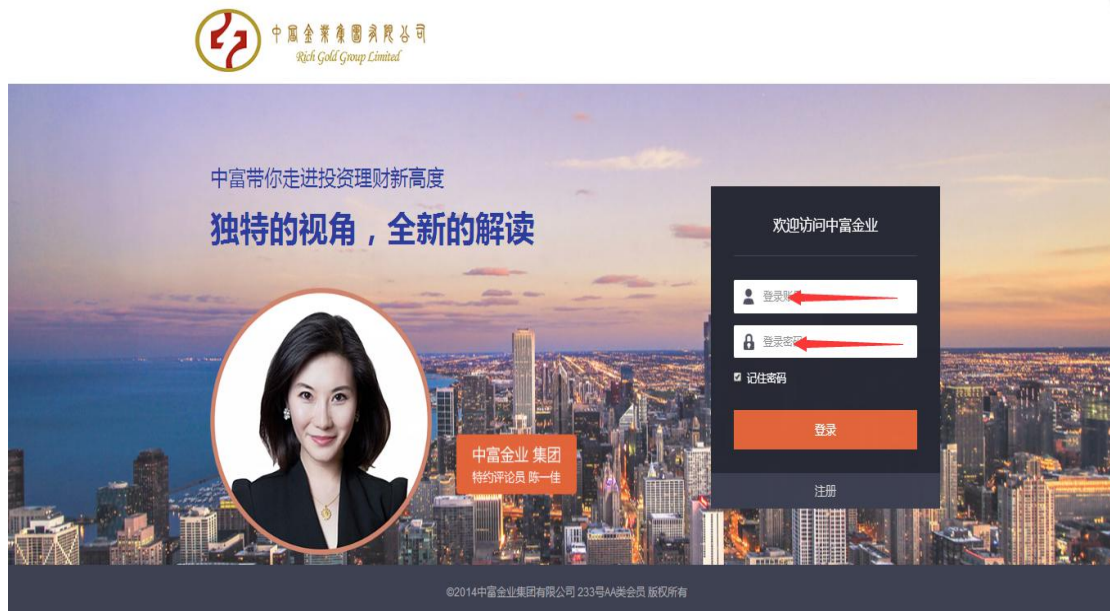 中富金業集團有限公司
Rich Gold Group Limited
中富带你走进投资理财新高度
独特的视角，全新的解读
欢迎访问中富金业
登录账
登录密码
记住密码
登录
注册
中富金业 集团
特约评论员 陈一佳
©2014中富金业集团有限公司 233号AA类会员 版权所有